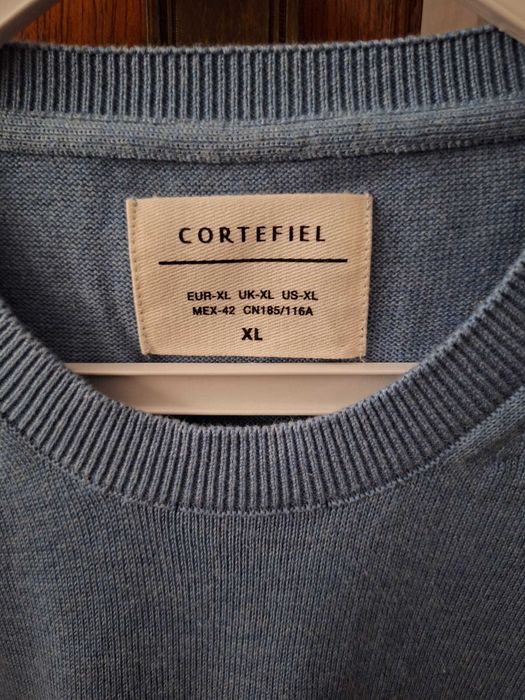 CORTEFIEL
EUR-XL UK-XL US-XL
MEX-42 CN185/116A
XL